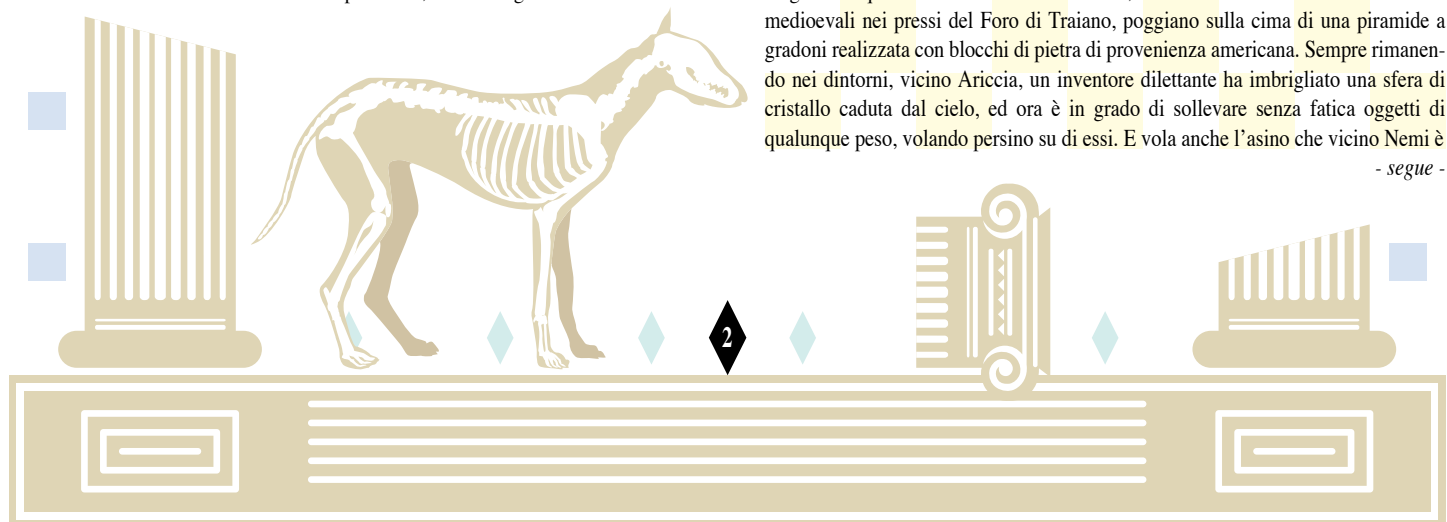 medioevali nei pressi del Foro di Traiano, poggiano sulla cima di una piramide a
gradoni realizzata con blocchi di pietra di provenienza americana. Sempre rimanen-
do nei dintorni, vicino Ariccia, un inventore dilettante ha imbrigliato una sfera di
cristallo caduta dal cielo, ed ora è in grado di sollevare senza fatica oggetti di
qualunque peso, volando persino su di essi. E vola anche l’asino che vicino Nemi è
- segue -
2